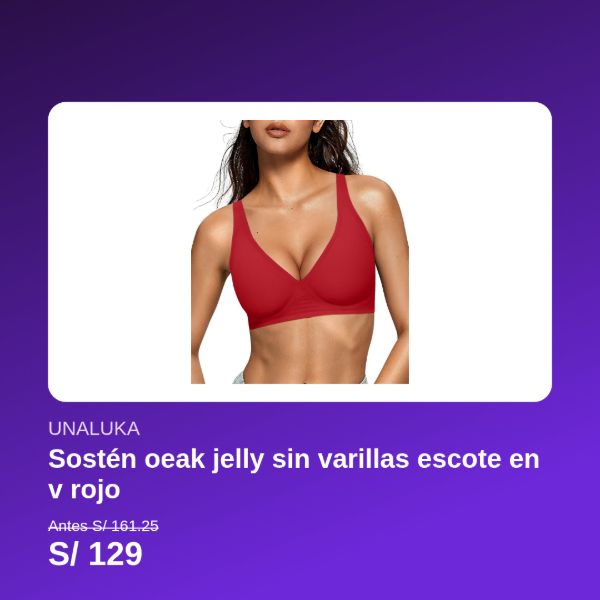 UNALUKA
Sostén oeak jelly sin varillas escote en
v rojo
Antes S/ 161.25
S/ 129